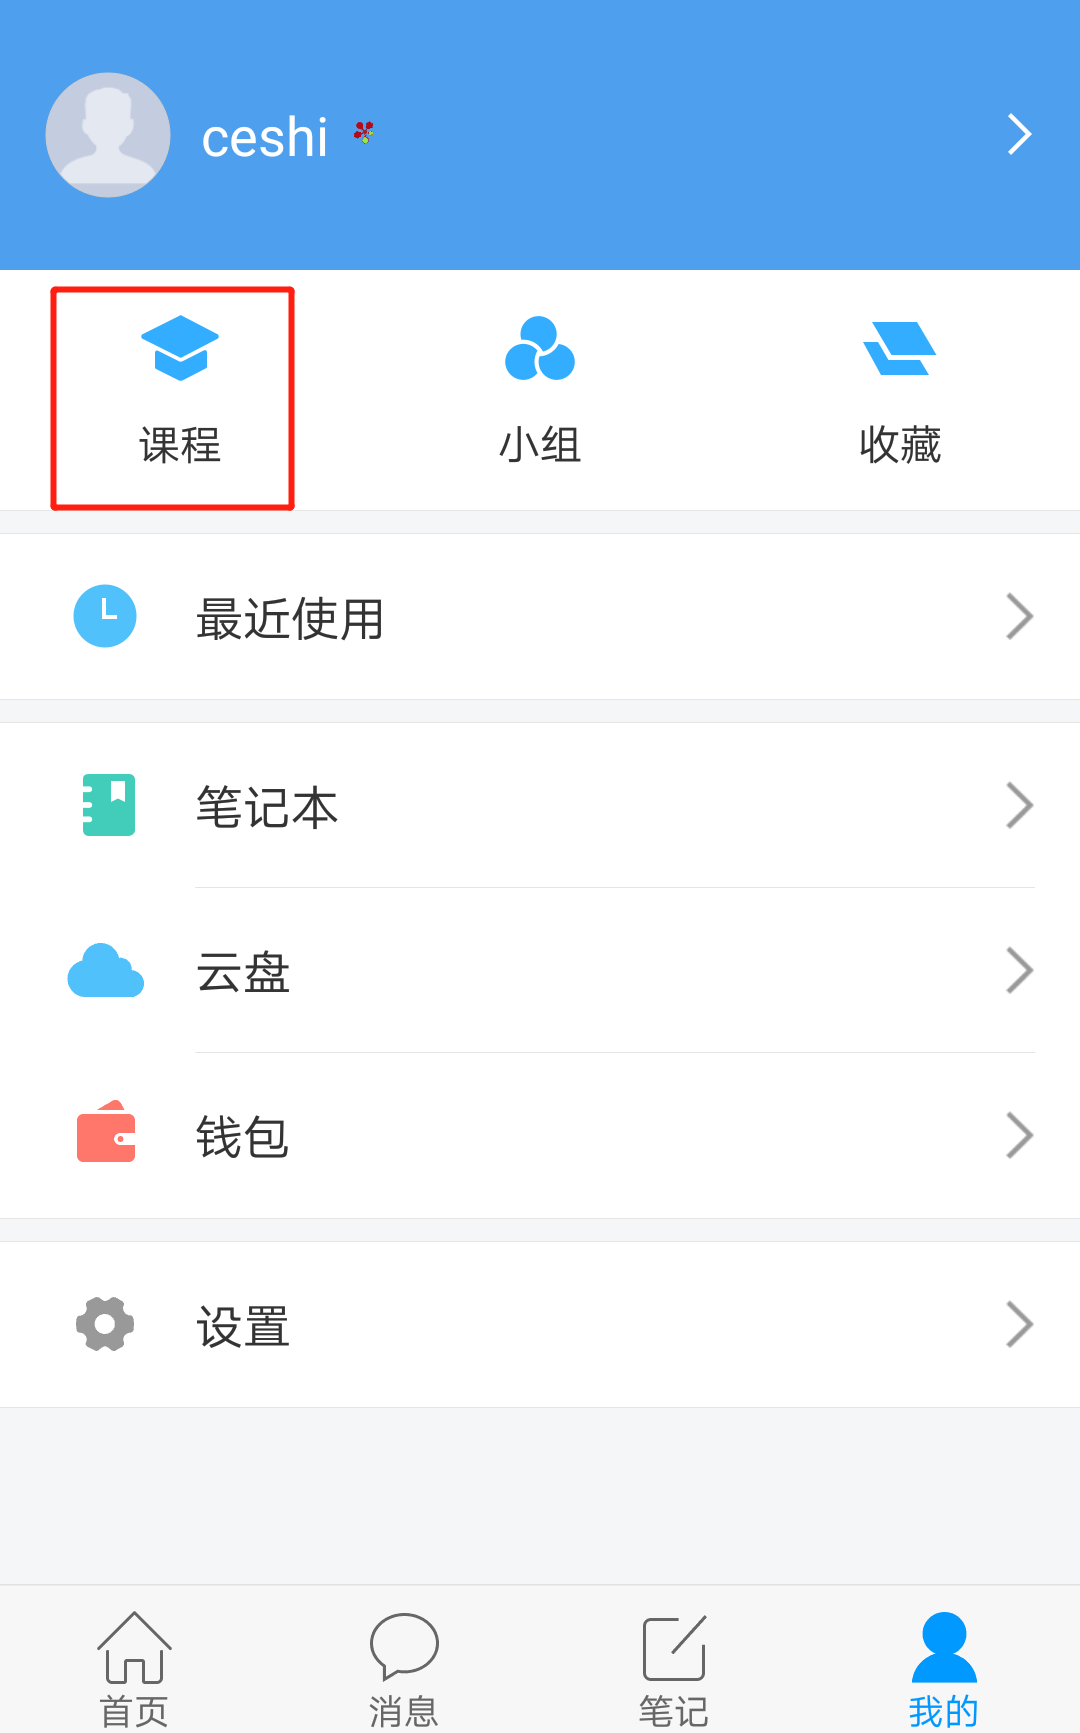 ceshi
课程 小组 收藏
最近使用
笔记本
云盘
钱包
设置
首页 消息 笔记 我的